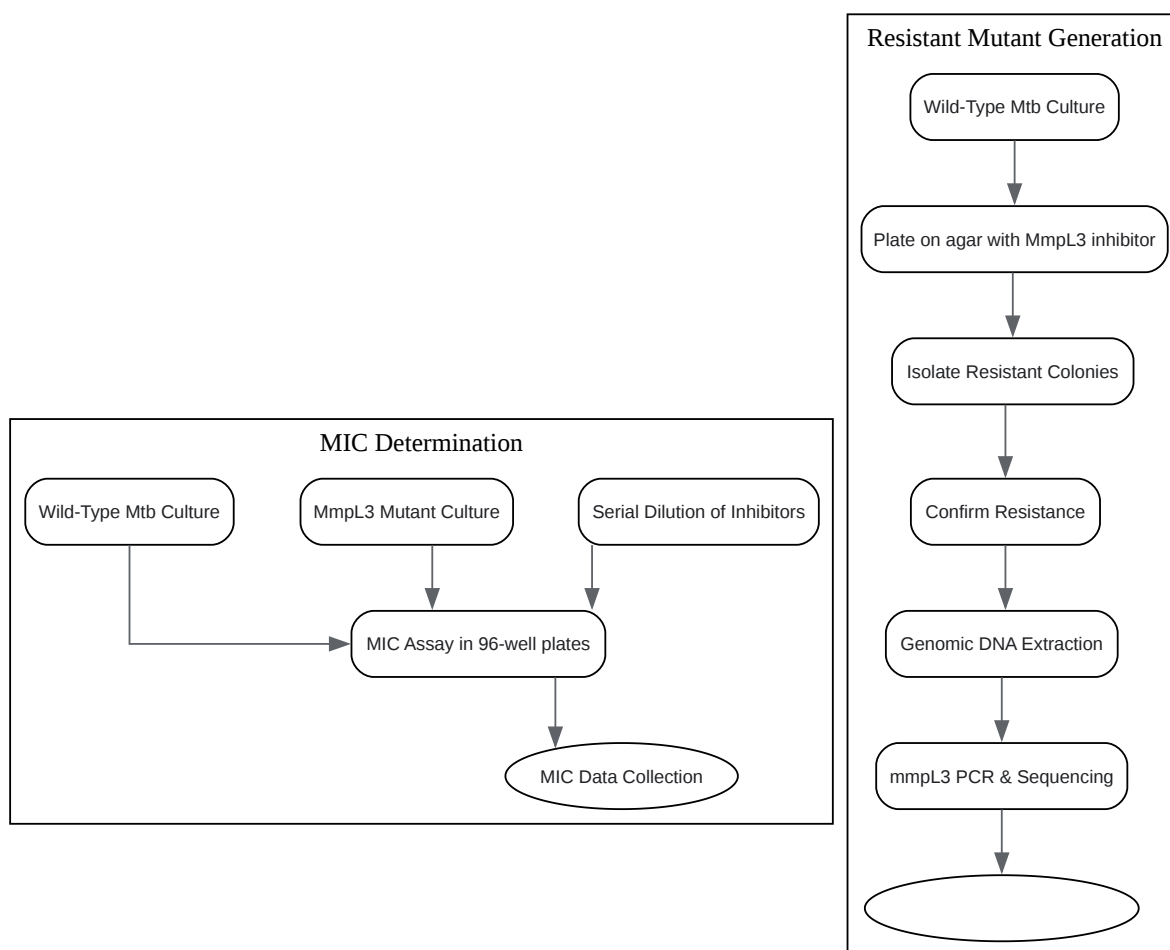 Resistant Mutant Generation
Wild-Type Mtb Culture
Plate on agar with MmpL3 inhibitor
Isolate Resistant Colonies
Confirm Resistance
Genomic DNA Extraction
mmpL3 PCR & Sequencing
MIC Determination
Wild-Type Mtb Culture
MmpL3 Mutant Culture
Serial Dilution of Inhibitors
MIC Assay in 96-well plates
MIC Data Collection